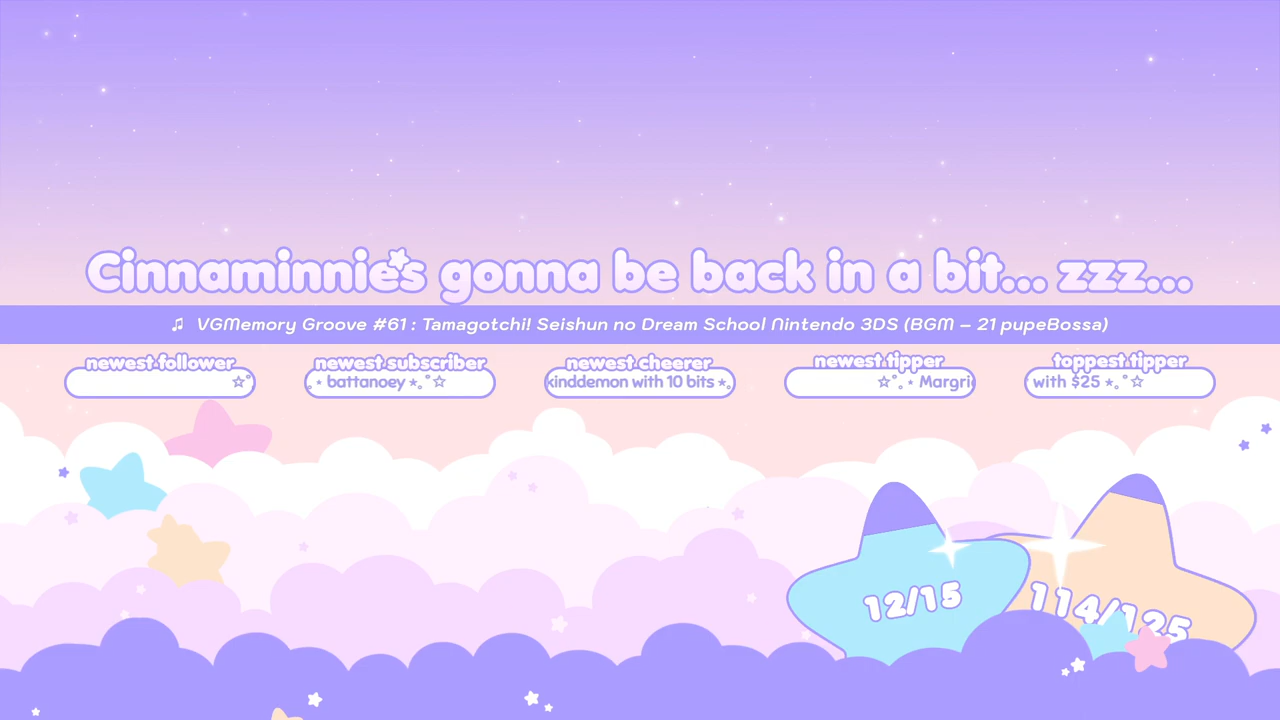 Cinnaminnie's gonna be back in a bit... zzz...
♫ VGMemory Groove #61 : Tamagotchi! Seishun no Dream School Nintendo 3DS (BGM – 21 pupeBossa)
newest follower
newest subscriber
newest cheerer
newest tipper
toppest tipper
battanoey
kinddemon with 10 bits
with $25
12/15
114/125